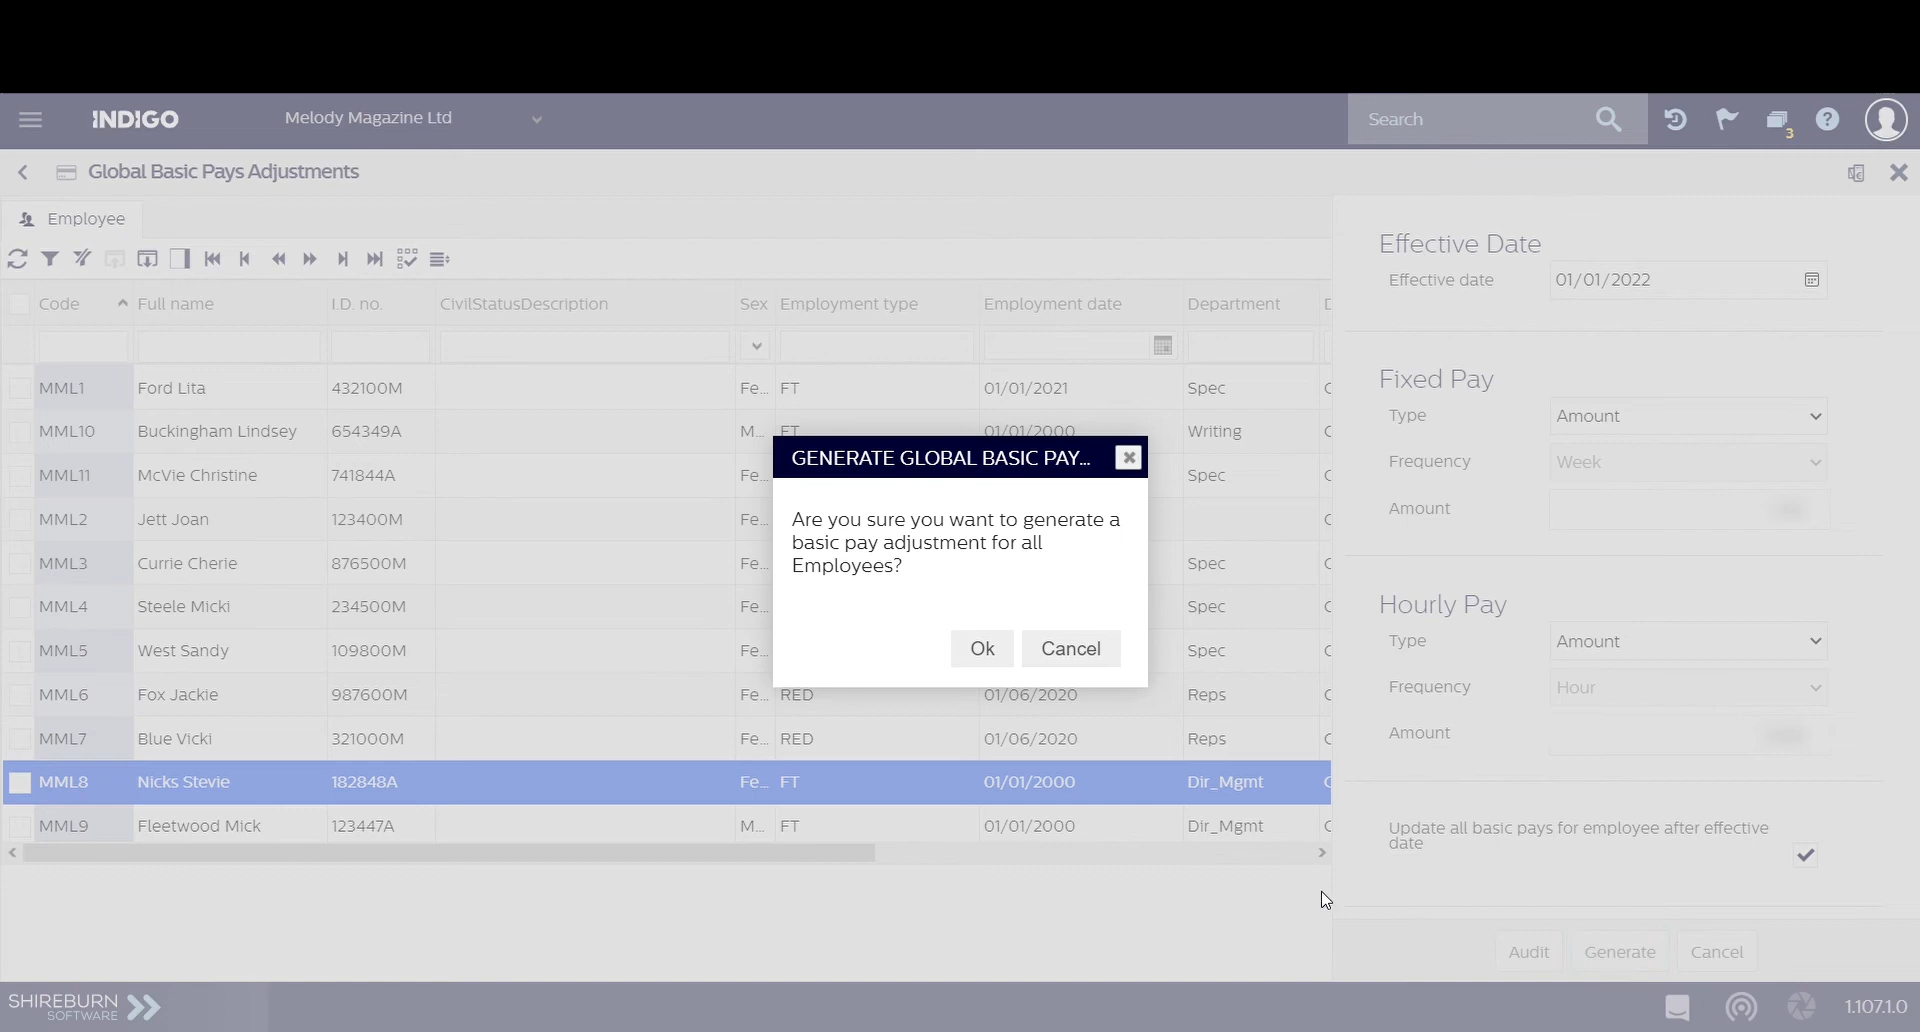 INDIGO Melody Magazine Ltd Search 3
Global Basic Pays Adjustments
Employee
Code Full name I.D. no. CivilStatusDescription Sex Employment type Employment date Department
MML1 Ford Lita 432100M Fe... FT 01/01/2021 Spec
MML10 Buckingham Lindsey 654349A M... FT 01/01/2000 Writing
MML11 McVie Christine 741844A Fe... Spec
MML2 Jett Joan 123400M Fe...
MML3 Currie Cherie 876500M Fe... Spec
MML4 Steele Micki 234500M Fe... Spec
MML5 West Sandy 109800M Fe... Spec
MML6 Fox Jackie 987600M Fe... RED 01/06/2020 Reps
MML7 Blue Vicki 321000M Fe... RED 01/06/2020 Reps
MML8 Nicks Stevie 182848A Fe... FT 01/01/2000 Dir_Mgmt
MML9 Fleetwood Mick 123447A M... FT 01/01/2000 Dir_Mgmt
GENERATE GLOBAL BASIC PAY...
Are you sure you want to generate a
basic pay adjustment for all
Employees?
Ok Cancel
Effective Date
Effective date 01/01/2022
Fixed Pay
Type Amount
Frequency Week
Amount
Hourly Pay
Type Amount
Frequency Hour
Amount
Update all basic pays for employee after effective
date
Audit Generate Cancel
SHIREBURN
SOFTWARE
1.107.1.0